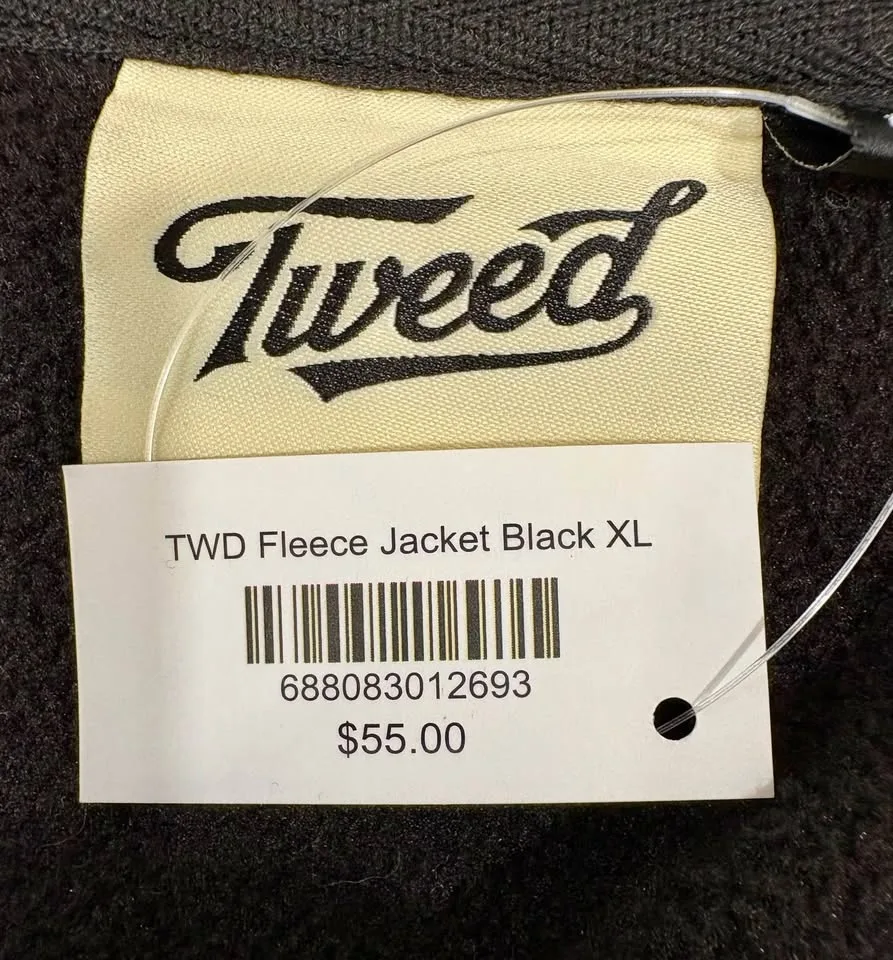 Tweed
TWD Fleece Jacket Black XL
688083012693
$55.00